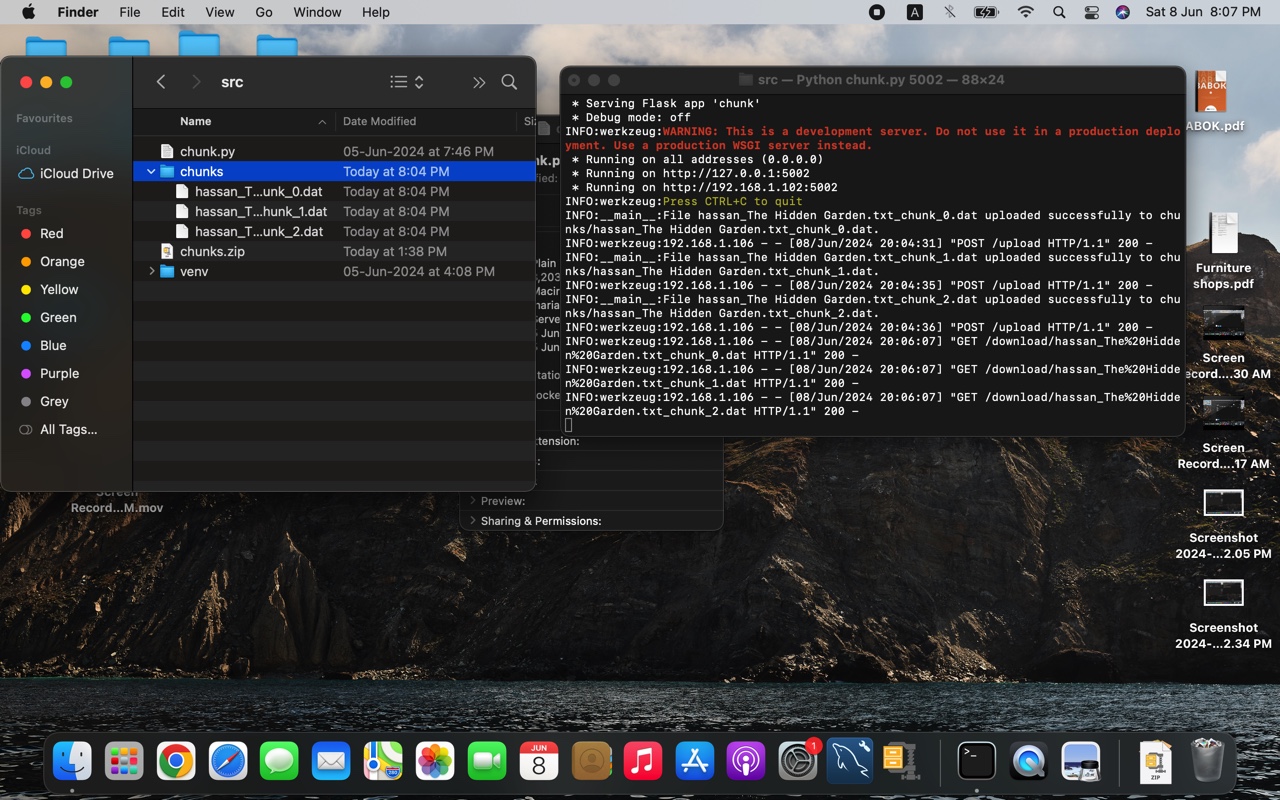 Finder File Edit View Go Window Help
A
Sat 8 Jun 8:07 PM
src
Favourites
iCloud
iCloud Drive
Tags
Red
Orange
Yellow
Green
Blue
Purple
Grey
All Tags...
Name Date Modified
chunk.py 05-Jun-2024 at 7:46 PM
chunks Today at 8:04 PM
hassan_T...unk_0.dat Today at 8:04 PM
hassan_T...hunk_1.dat Today at 8:04 PM
hassan_T...unk_2.dat Today at 8:04 PM
chunks.zip Today at 1:38 PM
venv 05-Jun-2024 at 4:08 PM
src — Python chunk.py 5002 — 88×24
* Serving Flask app 'chunk'
* Debug mode: off
INFO:werkzeug:WARNING: This is a development server. Do not use it in a production deplo
yment. Use a production WSGI server instead.
* Running on all addresses (0.0.0.0)
* Running on http://127.0.0.1:5002
* Running on http://192.168.1.102:5002
INFO:werkzeug:Press CTRL+C to quit
INFO:__main__:File hassan_The Hidden Garden.txt_chunk_0.dat uploaded successfully to chu
nks/hassan_The Hidden Garden.txt_chunk_0.dat.
INFO:werkzeug:192.168.1.106 - - [08/Jun/2024 20:04:31] "POST /upload HTTP/1.1" 200 -
INFO:__main__:File hassan_The Hidden Garden.txt_chunk_1.dat uploaded successfully to chu
nks/hassan_The Hidden Garden.txt_chunk_1.dat.
INFO:werkzeug:192.168.1.106 - - [08/Jun/2024 20:04:35] "POST /upload HTTP/1.1" 200 -
INFO:__main__:File hassan_The Hidden Garden.txt_chunk_2.dat uploaded successfully to chu
nks/hassan_The Hidden Garden.txt_chunk_2.dat.
INFO:werkzeug:192.168.1.106 - - [08/Jun/2024 20:04:36] "POST /upload HTTP/1.1" 200 -
INFO:werkzeug:192.168.1.106 - - [08/Jun/2024 20:06:07] "GET /download/hassan_The%20Hidde
n%20Garden.txt_chunk_0.dat HTTP/1.1" 200 -
INFO:werkzeug:192.168.1.106 - - [08/Jun/2024 20:06:07] "GET /download/hassan_The%20Hidde
n%20Garden.txt_chunk_1.dat HTTP/1.1" 200 -
INFO:werkzeug:192.168.1.106 - - [08/Jun/2024 20:06:07] "GET /download/hassan_The%20Hidde
n%20Garden.txt_chunk_2.dat HTTP/1.1" 200 -
tension:
Preview:
Sharing & Permissions:
Screen
Record...M.mov
IABOK
ABOK.pdf
Furniture
shops.pdf
Screen
ecord....30 AM
Screen
Record....17 AM
Screenshot
2024-...2.05 PM
Screenshot
2024-...2.34 PM
JUN
8
1
ZIP